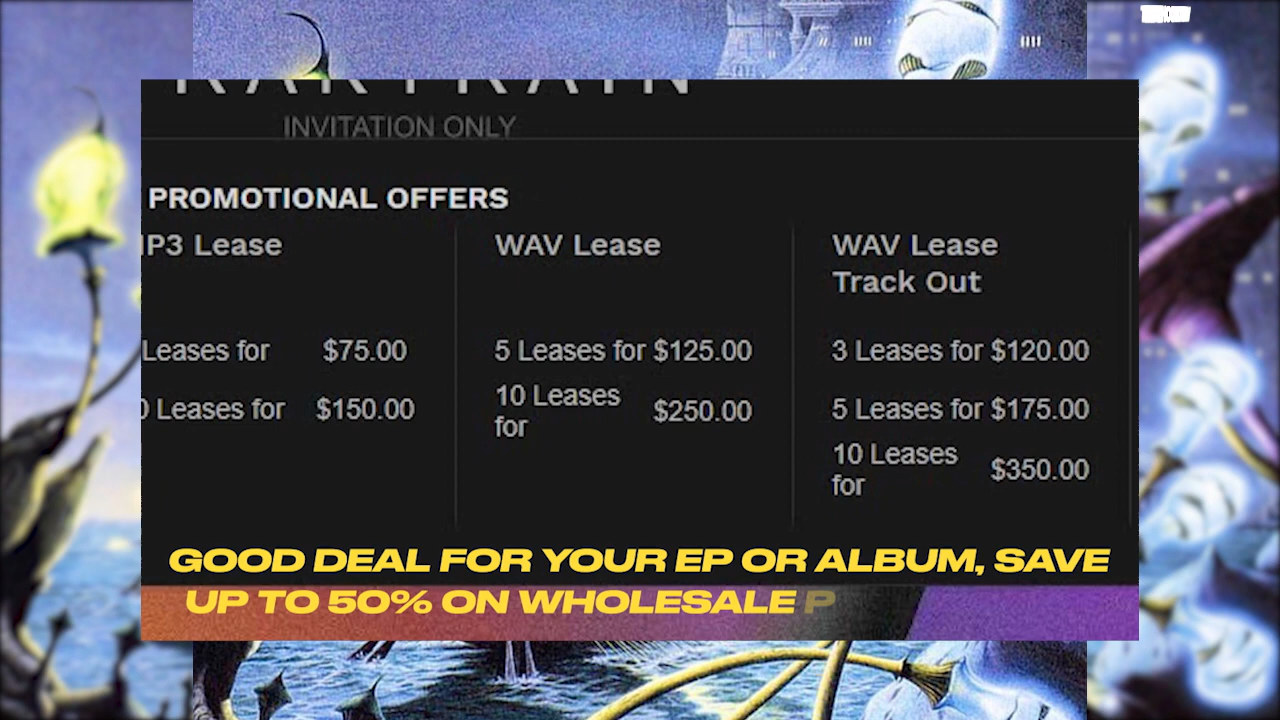 INVITATION ONLY
PROMOTIONAL OFFERS
Lease
Leases for $75.00
Leases for $150.00
WAV Lease
5 Leases for $125.00
10 Leases
for
$250.00
WAV Lease
Track Out
3 Leases for $120.00
5 Leases for $175.00
10 Leases
for
$350.00
GOOD DEAL FOR YOUR EP OR ALBUM, SAVE
UP TO 50% ON WHOLESALE P